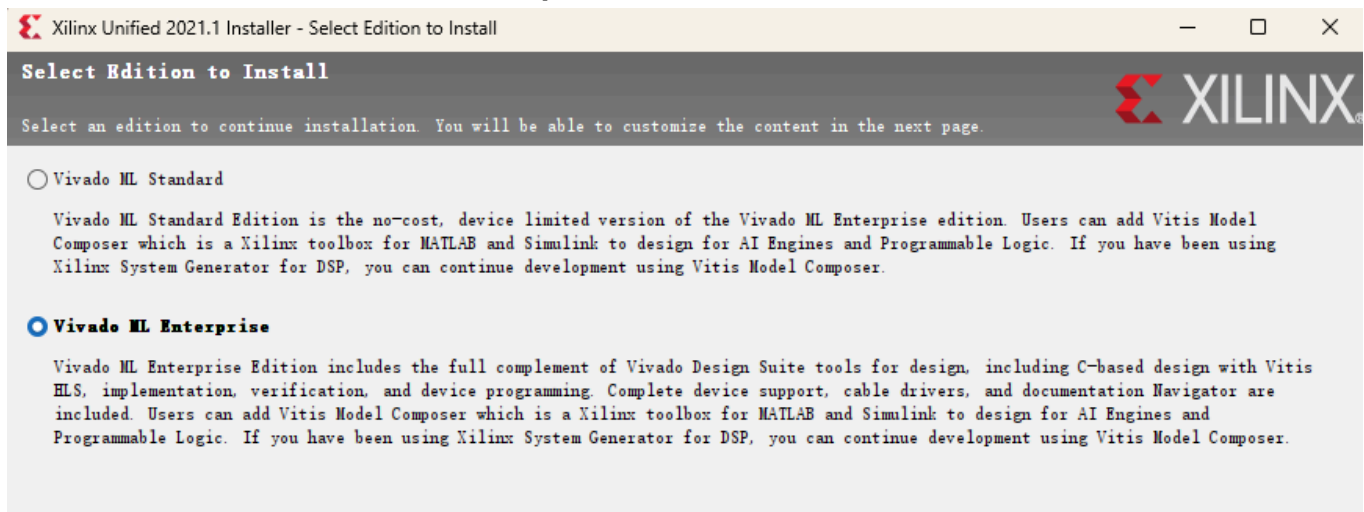 Xilinx Unified 2021.1 Installer - Select Edition to Install
Select Edition to Install
XILINX®
Select an edition to continue installation. You will be able to customize the content in the next page.
Vivado ML Standard
Vivado ML Standard Edition is the no-cost, device limited version of the Vivado ML Enterprise edition. Users can add Vitis Model
Composer which is a Xilinx toolbox for MATLAB and Simulink to design for AI Engines and Programmable Logic. If you have been using
Xilinx System Generator for DSP, you can continue development using Vitis Model Composer.
Vivado ML Enterprise
Vivado ML Enterprise Edition includes the full complement of Vivado Design Suite tools for design, including C-based design with Vitis
HLS, implementation, verification, and device programming. Complete device support, cable drivers, and documentation Navigator are
included. Users can add Vitis Model Composer which is a Xilinx toolbox for MATLAB and Simulink to design for AI Engines and
Programmable Logic. If you have been using Xilinx System Generator for DSP, you can continue development using Vitis Model Composer.